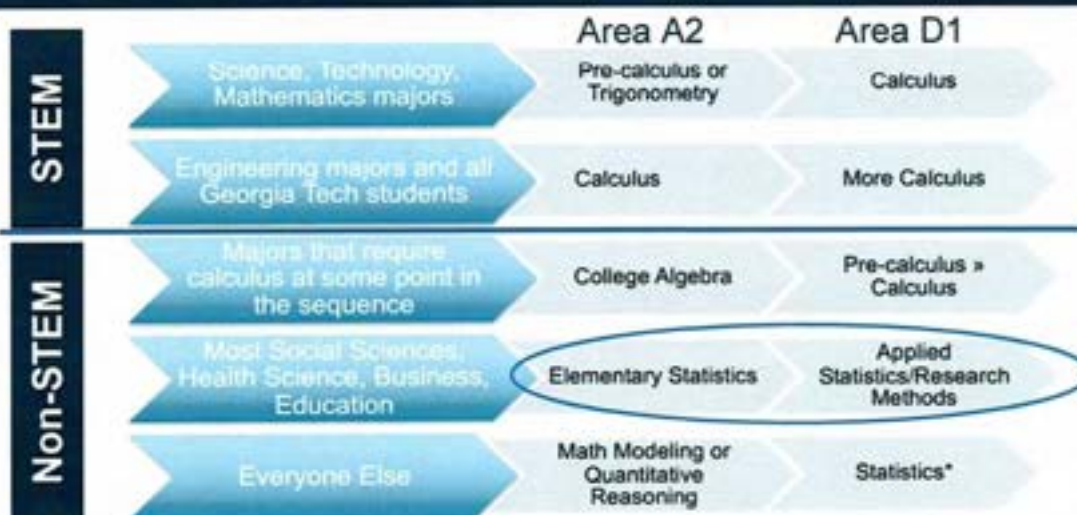 Area A2
Area D1
STEM
Science, Technology,
Mathematics majors
Pre-calculus or
Trigonometry
Calculus
Engineering majors and all
Georgia Tech students
Calculus
More Calculus
Non-STEM
Majors that require
calculus at some point in
the sequence
College Algebra
Pre-calculus »
Calculus
Most Social Sciences,
Health Science, Business,
Education
Elementary Statistics
Applied
Statistics/Research
Methods
Everyone Else
Math Modeling or
Quantitative
Reasoning
Statistics*